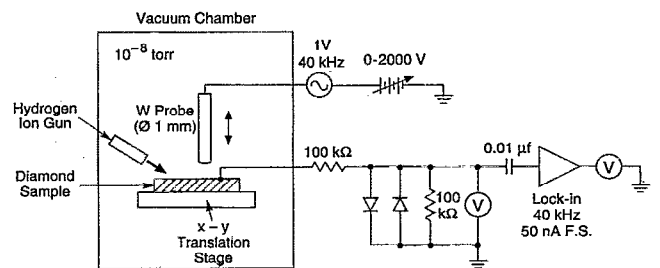 Vacuum Chamber
10⁻⁸ torr
1V
40 kHz
0-2000 V
W Probe
(Ø 1 mm)
Hydrogen
Ion Gun
Diamond
Sample
x – y
Translation
Stage
100 kΩ
100
kΩ
V
0.01 µf
V
Lock-in
40 kHz
50 nA F.S.